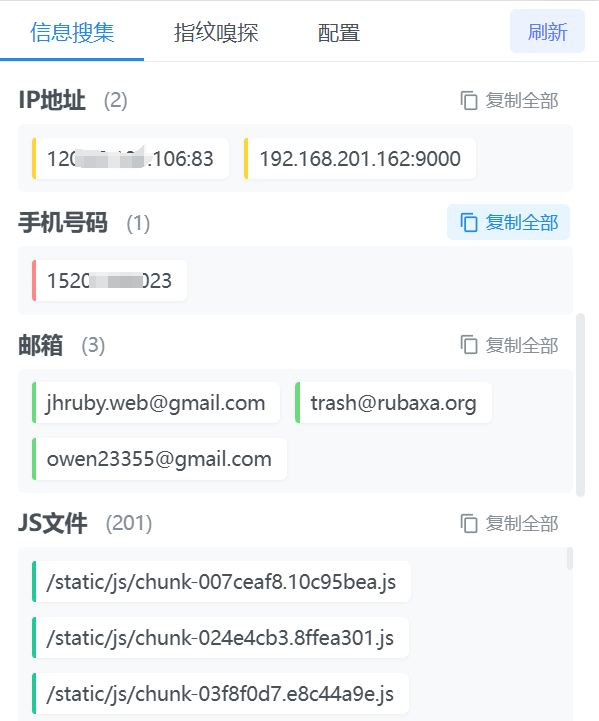 信息搜集 指纹嗅探 配置 刷新
IP地址 (2) 复制全部
120 .106:83 192.168.201.162:9000
手机号码 (1) 复制全部
1520 023
邮箱 (3) 复制全部
jhruby.web@gmail.com trash@rubaxa.org
owen23355@gmail.com
JS文件 (201) 复制全部
/static/js/chunk-007ceaf8.10c95bea.js
/static/js/chunk-024e4cb3.8ffea301.js
/static/js/chunk-03f8f0d7.e8c44a9e.js